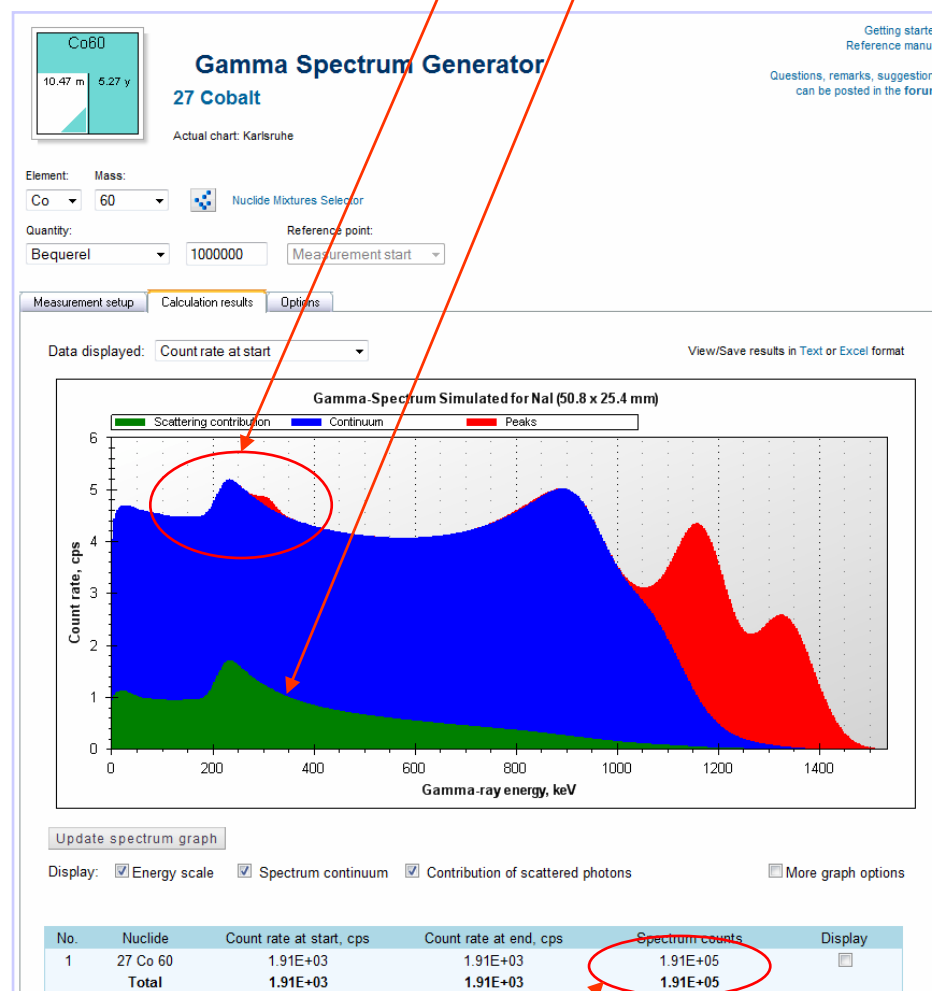 Co60
10.47 m 5.27 y
Gamma Spectrum Generator
27 Cobalt
Actual chart: Karlsruhe
Getting starte
Reference manu
Questions, remarks, suggestion
can be posted in the forun
Element: Mass:
Co 60 Nuclide Mixtures Selector
Quantity: Reference point:
Bequerel 1000000 Measurement start
Measurement setup Calculation results Options
Data displayed: Count rate at start View/Save results in Text or Excel format
Gamma-Spectrum Simulated for NaI (50.8 x 25.4 mm)
Scattering contribution Continuum Peaks
Count rate, cps
6
5
4
3
2
1
0
0 200 400 600 800 1000 1200 1400
Gamma-ray energy, keV
Update spectrum graph
Display: Energy scale Spectrum continuum Contribution of scattered photons More graph options
No. Nuclide Count rate at start, cps Count rate at end, cps Spectrum counts Display
1 27 Co 60 1.91E+03 1.91E+03 1.91E+05
Total 1.91E+03 1.91E+03 1.91E+05